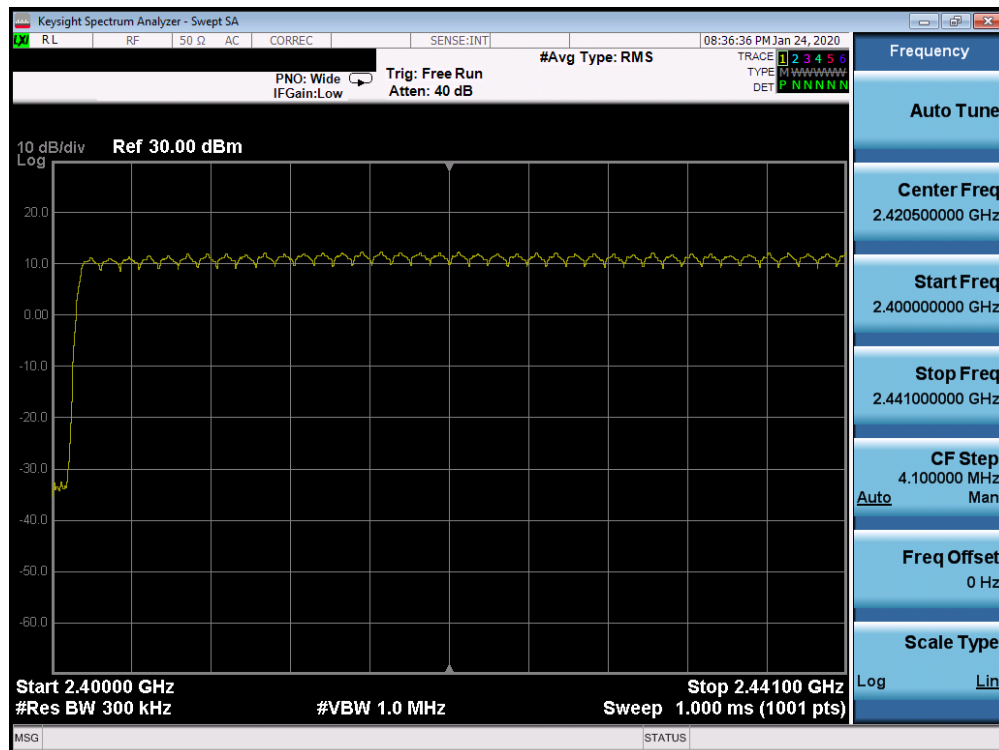 Keysight Spectrum Analyzer - Swept SA
LXI RL RF 50 Ω AC CORREC SENSE:INT 08:36:36 PM Jan 24, 2020
#Avg Type: RMS
TRACE 1 2 3 4 5 6
TYPE M WWWWW
DET P N N N N N
PNO: Wide
IFGain:Low
Trig: Free Run
Atten: 40 dB
10 dB/div Ref 30.00 dBm
Log
20.0
10.0
0.00
-10.0
-20.0
-30.0
-40.0
-50.0
-60.0
Start 2.40000 GHz Stop 2.44100 GHz
#Res BW 300 kHz #VBW 1.0 MHz Sweep 1.000 ms (1001 pts)
MSG STATUS
Frequency
Auto Tune
Center Freq
2.420500000 GHz
Start Freq
2.400000000 GHz
Stop Freq
2.441000000 GHz
CF Step
4.100000 MHz
Auto Man
Freq Offset
0 Hz
Scale Type
Log Lin